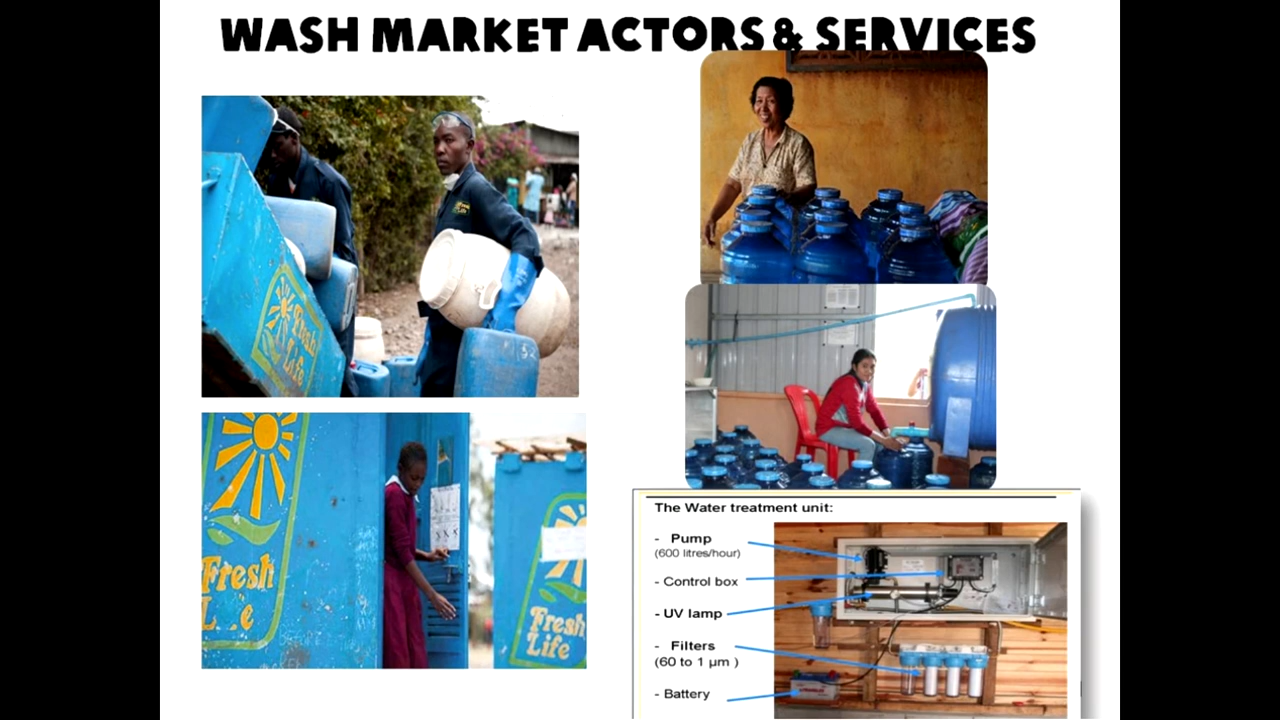 WASH MARKET ACTORS & SERVICES
Fresh
Life
Fresh
Life
The Water treatment unit:
- Pump
(600 litres/hour)
- Control box
- UV lamp
- Filters
(60 to 1 µm )
- Battery
Fresh
Life